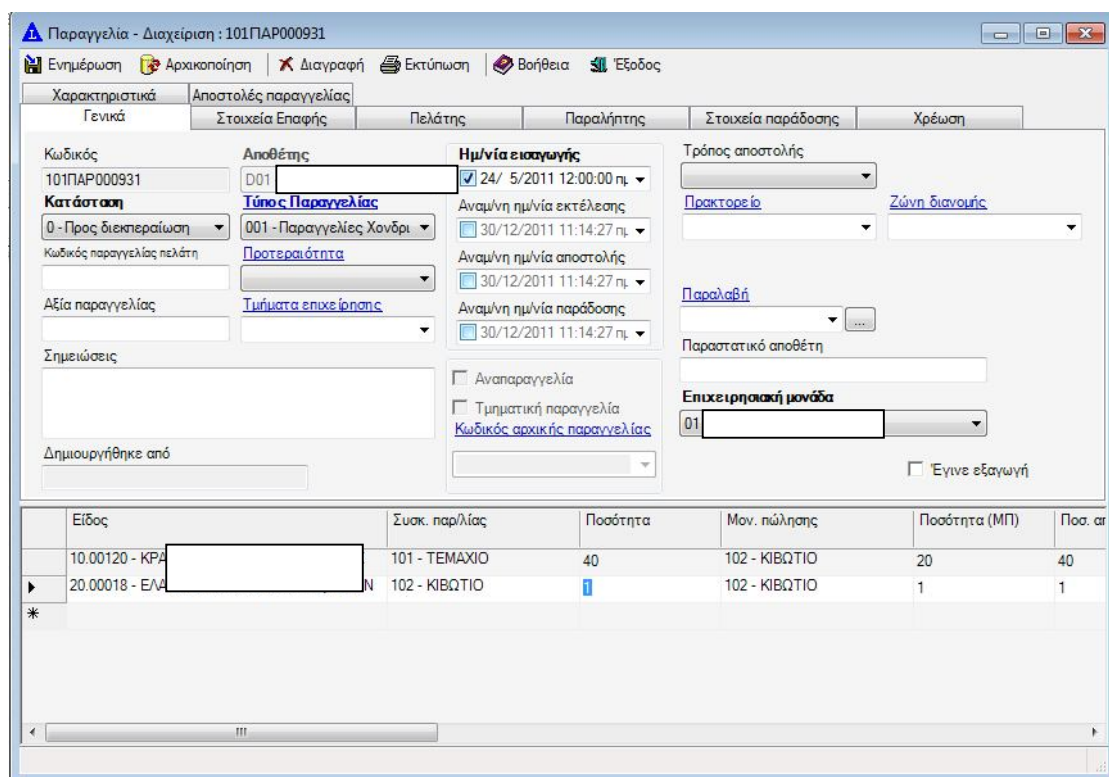 Παραγγελία - Διαχείριση : 101ΠΑΡ000931
Ενημέρωση Αρχικοποίηση Διαγραφή Εκτύπωση Βοήθεια Έξοδος
Χαρακτηριστικά Αποστολές παραγγελίας
Γενικά Στοιχεία Επαφής Πελάτης Παραλήπτης Στοιχεία παράδοσης Χρέωση
Κωδικός
101ΠΑΡ000931
Αποθέτης
D01
Κατάσταση
0 - Προς διεκπεραίωση
Τύπος Παραγγελίας
001 - Παραγγελίες Χονδρι
Κωδικός παραγγελίας πελάτη
Προτεραιότητα
Αξία παραγγελίας
Τμήματα επιχείρησης
Σημειώσεις
Δημιουργήθηκε από
Ημ/νία εισαγωγής
24/ 5/2011 12:00:00 πμ
Αναμ/νη ημ/νία εκτέλεσης
30/12/2011 11:14:27 πμ
Αναμ/νη ημ/νία αποστολής
30/12/2011 11:14:27 πμ
Αναμ/νη ημ/νία παράδοσης
30/12/2011 11:14:27 πμ
Αναπαραγγελία
Τμηματική παραγγελία
Κωδικός αρχικής παραγγελίας
Τρόπος αποστολής
Πρακτορείο
Ζώνη διανομής
Παραλαβή
...
Παραστατικό αποθέτη
Επιχειρησιακή μονάδα
01
Έγινε εξαγωγή
Είδος Συσκ. παρ/λίας Ποσότητα Μον. πώλησης Ποσότητα (ΜΠ) Ποσ. απ
10.00120 - ΚΡΑ 101 - ΤΕΜΑΧΙΟ 40 102 - ΚΙΒΩΤΙΟ 20 40
20.00018 - ΕΛΑ Ν 102 - ΚΙΒΩΤΙΟ 1 102 - ΚΙΒΩΤΙΟ 1 1